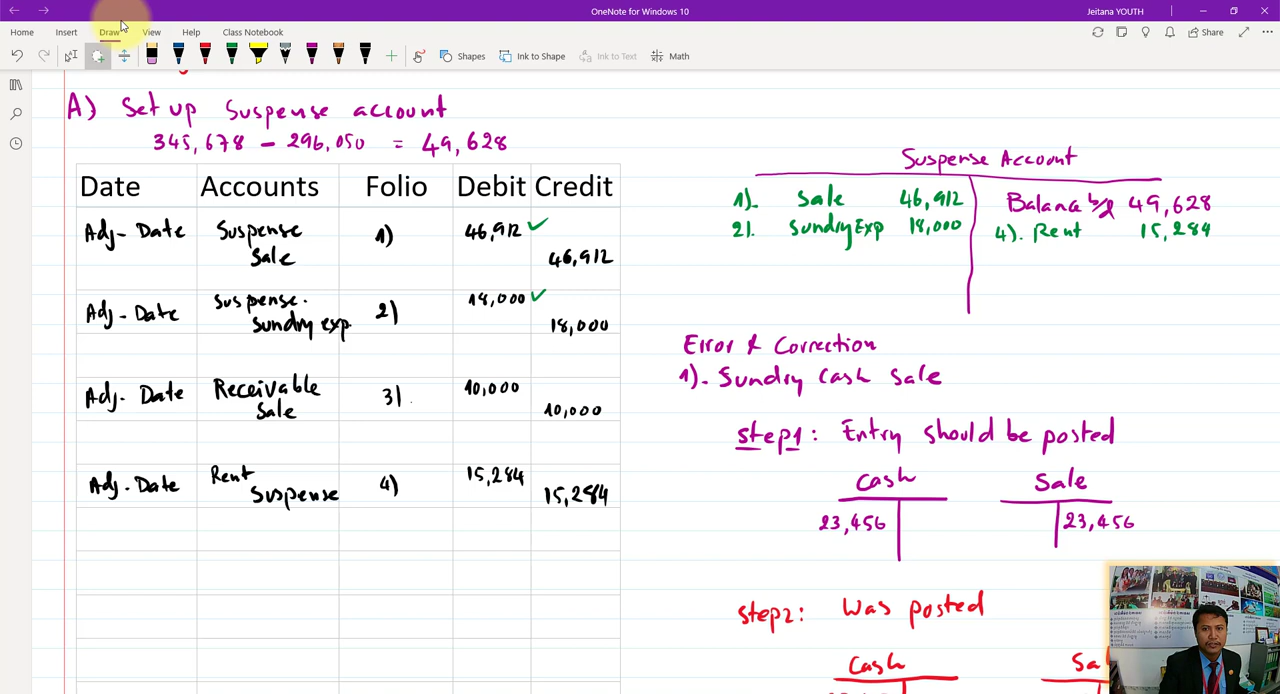 OneNote for Windows 10
Jeitana YOUTH
Home Insert Draw View Help Class Notebook
Share
Shapes Ink to Shape Ink to Text Math
A) Set up Suspense account
345,678 - 296,050 = 49,628
Date Accounts Folio Debit Credit
Adj-Date Suspense 1) 46,912 ✓
Sale 46,912
Adj-Date Suspense. 2) 18,000 ✓
Sundry exp 18,000
Adj- Date Receivable 3) 10,000
Sale 10,000
Adj-Date Rent 4) 15,284
Suspense 15,284
Suspense Account
1). Sale 46,912 Balance b/d 49,628
2). Sundry Exp 18,000 4). Rent 15,284
Error & Correction
1). Sundry Cash Sale
step1: Entry should be posted
Cash Sale
23,456 23,456
step2: Was posted
Cash